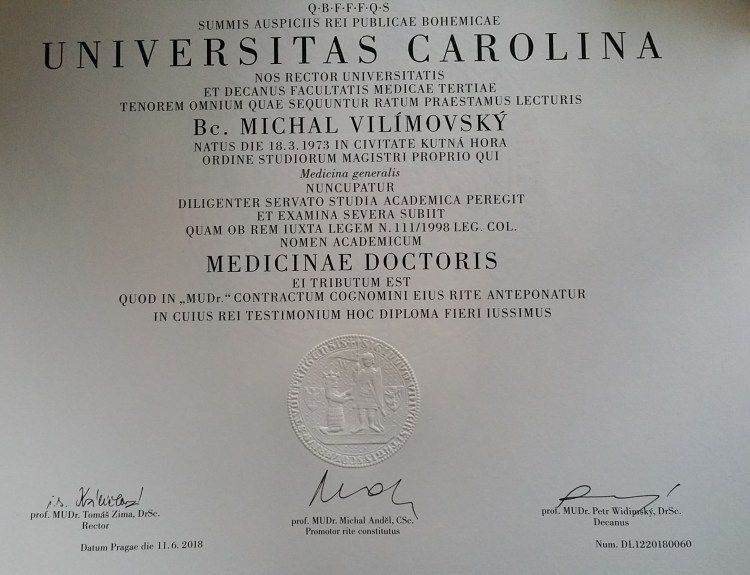 Q·B·F·F·F·Q·S
SUMMIS AUSPICIIS REI PUBLICAE BOHEMICAE
UNIVERSITAS CAROLINA
NOS RECTOR UNIVERSITATIS
ET DECANUS FACULTATIS MEDICAE TERTIAE
TENOREM OMNIUM QUAE SEQUUNTUR RATUM PRAESTAMUS LECTURIS
Bc. MICHAL VILÍMOVSKÝ
NATUS DIE 18.3.1973 IN CIVITATE KUTNÁ HORA
ORDINE STUDIORUM MAGISTRI PROPRIO QUI
Medicina generalis
NUNCUPATUR
DILIGENTER SERVATO STUDIA ACADEMICA PEREGIT
ET EXAMINA SEVERA SUBIIT
QUAM OB REM IUXTA LEGEM N. 111/1998 LEG. COL.
NOMEN ACADEMICUM
MEDICINAE DOCTORIS
EI TRIBUTUM EST
QUOD IN „MUDr.“ CONTRACTUM COGNOMINI EIUS RITE ANTEPONATUR
IN CUIUS REI TESTIMONIUM HOC DIPLOMA FIERI IUSSIMUS
prof. MUDr. Tomáš Zima, DrSc.
Rector
prof. MUDr. Michal Anděl, CSc.
Promotor rite constitutus
prof. MUDr. Petr Widimský, DrSc.
Decanus
Datum Pragae die 11.6. 2018
Num. DL1220180060